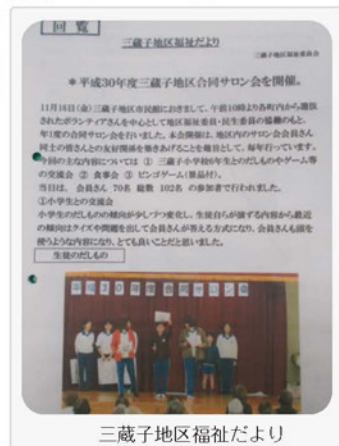 回覧
三蔵子地区福祉だより
三蔵子地区福祉委員会
＊平成30年度三蔵子地区合同サロン会を開催。
11月16日(金)三蔵子地区市民館におきまして、午前10時より各町内から選抜
されたボランティアさんを中心として地区福祉委員・民生委員の協働のもと、
年1度の合同サロン会を行いました。本会開催は、地区内のサロン会会員さん
同士の皆さんとの友好関係を築きあげることを趣旨として、毎年行っています。
今回の主な内容については ① 三蔵子小学校6年生とのだしものやゲーム等
の交流会 ② 食事会 ③ ビンゴゲーム(景品付)。
当日は、会員さん 70名 総数 102名 の参加者で行われました。
①小学生との交流会
小学生のだしものの傾向が少しづつ変化し、生徒自らが演ずる内容から最近
の傾向はクイズや問題を出して会員さんが答える方式になり、会員さんも頭を
使うような内容になり、とても良いことだと思いました。
生徒のだしもの
平成30年度合同サロン会
三蔵子地区福祉だより